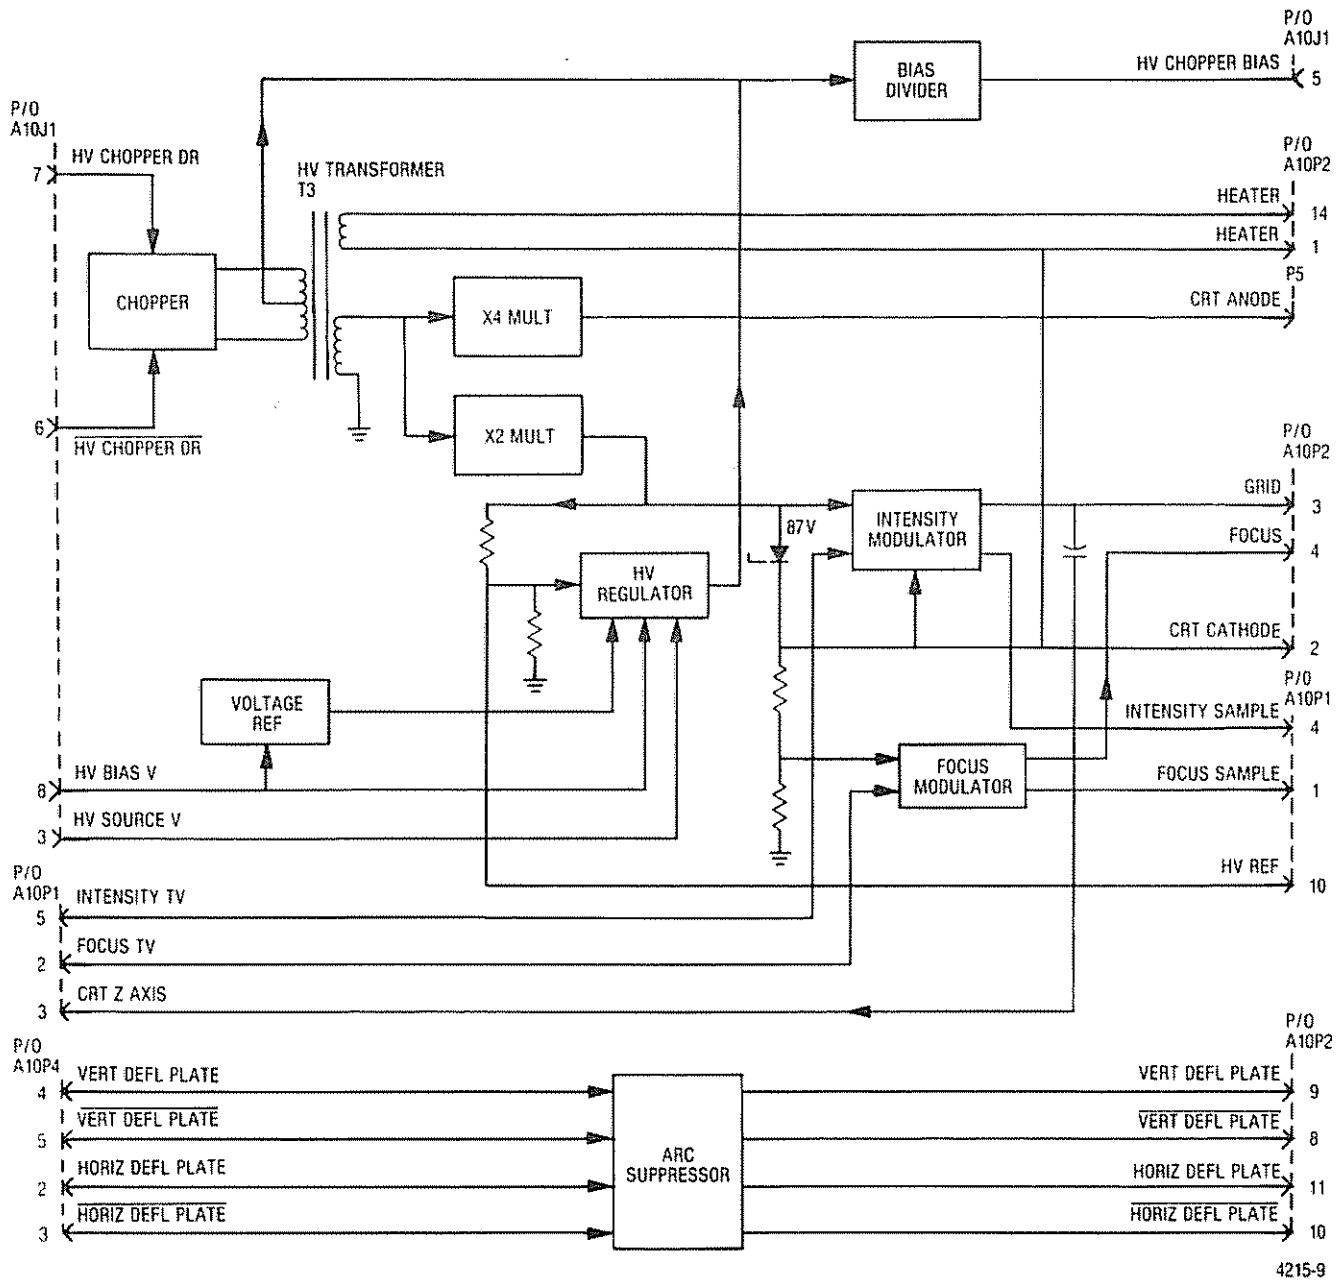 P/O
A10J1
BIAS
DIVIDER
HV CHOPPER BIAS
5
P/O
A10J1
7
HV CHOPPER DR
HV TRANSFORMER
T3
P/O
A10P2
HEATER
14
HEATER
1
CHOPPER
P5
X4 MULT
CRT ANODE
6
HV CHOPPER DR
X2 MULT
P/O
A10P2
GRID
3
87V
INTENSITY
MODULATOR
FOCUS
4
HV
REGULATOR
CRT CATHODE
2
P/O
A10P1
VOLTAGE
REF
INTENSITY SAMPLE
4
FOCUS
MODULATOR
FOCUS SAMPLE
1
HV BIAS V
8
HV SOURCE V
3
P/O
A10P1
HV REF
10
INTENSITY TV
5
FOCUS TV
2
CRT Z AXIS
3
P/O
A10P4
P/O
A10P2
4
VERT DEFL PLATE
VERT DEFL PLATE
9
5
VERT DEFL PLATE
VERT DEFL PLATE
8
ARC
SUPPRESSOR
2
HORIZ DEFL PLATE
HORIZ DEFL PLATE
11
3
HORIZ DEFL PLATE
HORIZ DEFL PLATE
10
4215-9